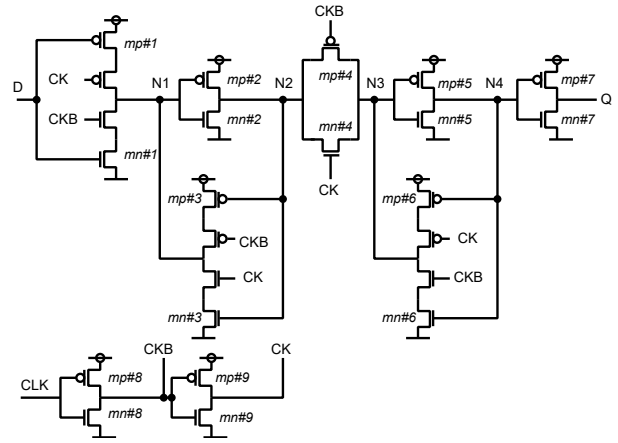 CKB
mp#1
D
CK
CKB
mn#1
N1
mp#2
mn#2
N2
mp#4
mn#4
CK
N3
mp#5
mn#5
N4
mp#7
mn#7
Q
mp#3
CKB
CK
mn#3
mp#6
CK
CKB
mn#6
CLK
mp#8
mn#8
CKB
mp#9
mn#9
CK